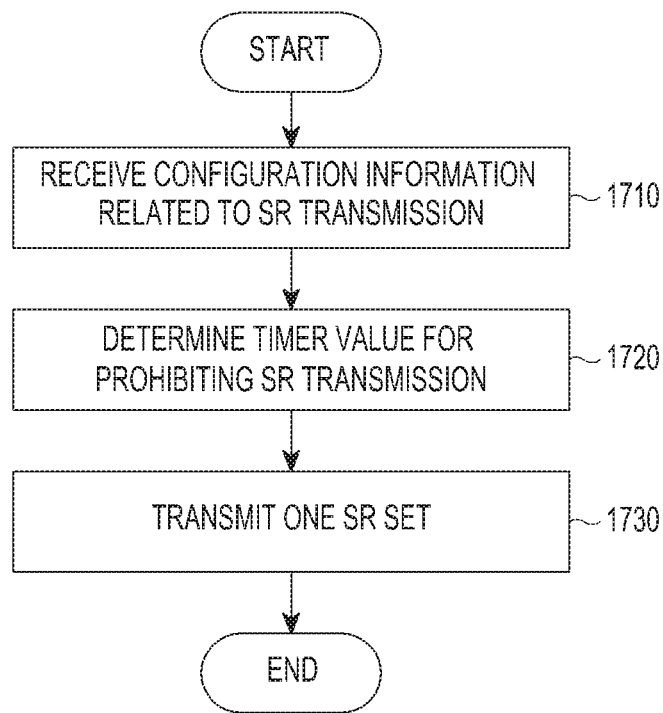 START
RECEIVE CONFIGURATION INFORMATION
RELATED TO SR TRANSMISSION
1710
DETERMINE TIMER VALUE FOR
PROHIBITING SR TRANSMISSION
1720
TRANSMIT ONE SR SET
1730
END